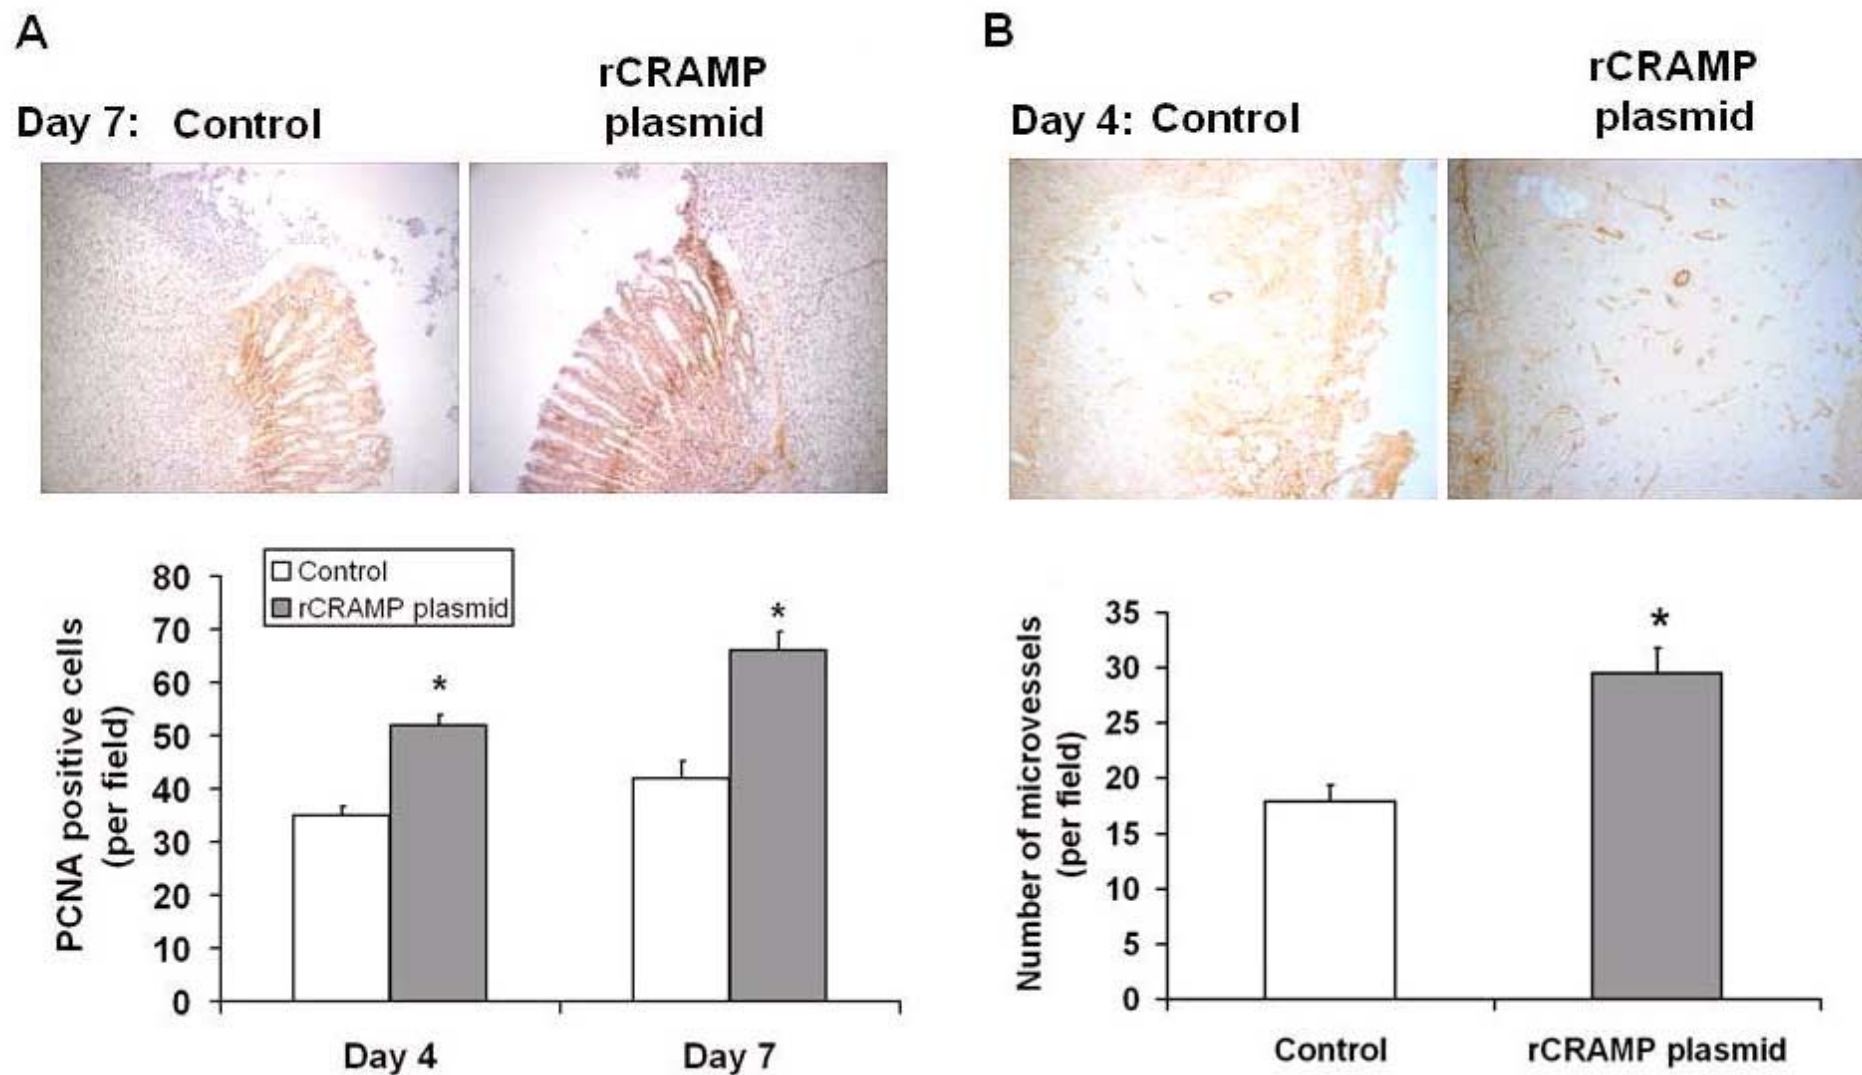 A
Day 7: Control
rCRAMP
plasmid
B
Day 4: Control
rCRAMP
plasmid
PCNA positive cells
(per field)
80
70
60
50
40
30
20
10
0
Control
rCRAMP plasmid
*
*
Day 4
Day 7
Number of microvessels
(per field)
35
30
25
20
15
10
5
0
*
Control
rCRAMP plasmid